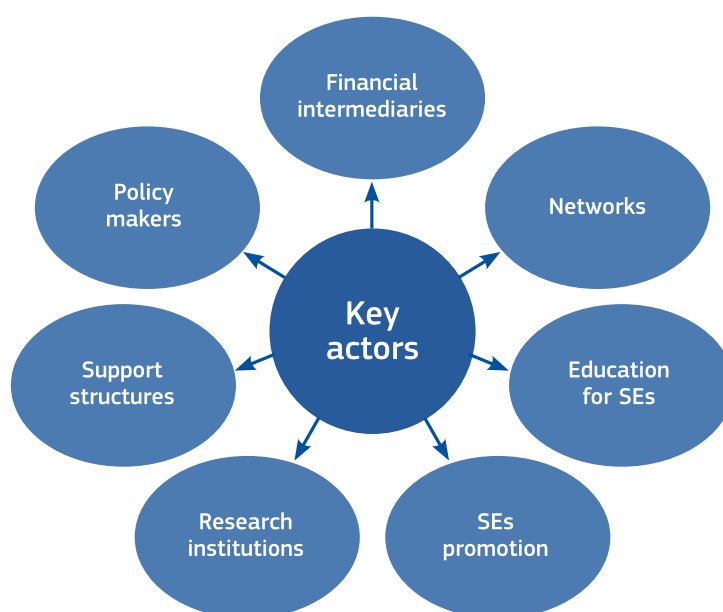 Financial
intermediaries
Policy
makers
Networks
Key
actors
Support
structures
Education
for SEs
Research
institutions
SEs
promotion